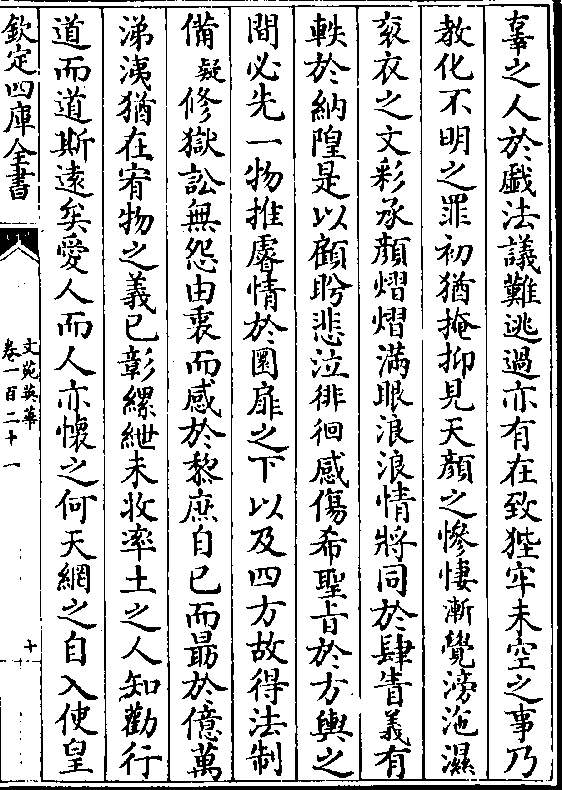 辜之人於戲法議難逃過亦有在致狴牢未空之事乃
教化不明之罪初猶掩抑見天顔之慘悽漸覺滂沲濕
衮衣之文彩承顔熠熠滿眼浪浪情將同於肆眚義有
軼於納隍是以顧盻悲泣徘徊感傷希聖㫖於方輿之
間必先一物推睿情於圜扉之下以及四方故得法制
備凝修獄訟無怨由衷而感於黎庶自已而朂於億萬
涕洟猶在宥物之義已彰縲紲未收率土之人知勸行
道而道斯遠矣愛人而人亦懷之何天網之自入使皇
欽定四庫全書
文苑英華
卷一百二十一
十